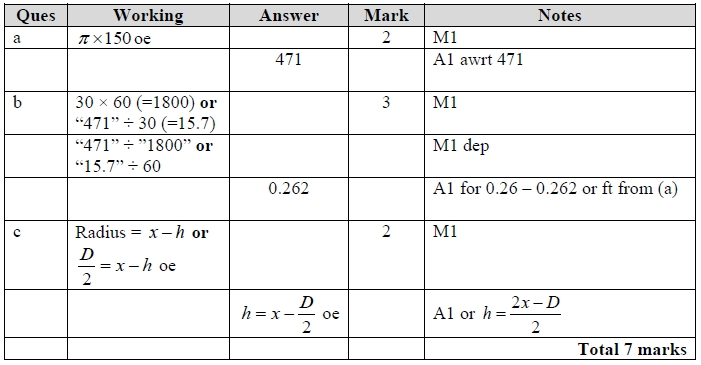 Ques Working Answer Mark Notes
a π×150 oe 2 M1
471 A1 awrt 471
b 30 × 60 (=1800) or 3 M1
“471” ÷ 30 (=15.7)
“471” ÷ ”1800” or M1 dep
“15.7” ÷ 60
0.262 A1 for 0.26 – 0.262 or ft from (a)
c Radius = x – h or 2 M1
D/2 = x – h oe
h = x – D/2 oe A1 or h = (2x – D)/2
Total 7 marks